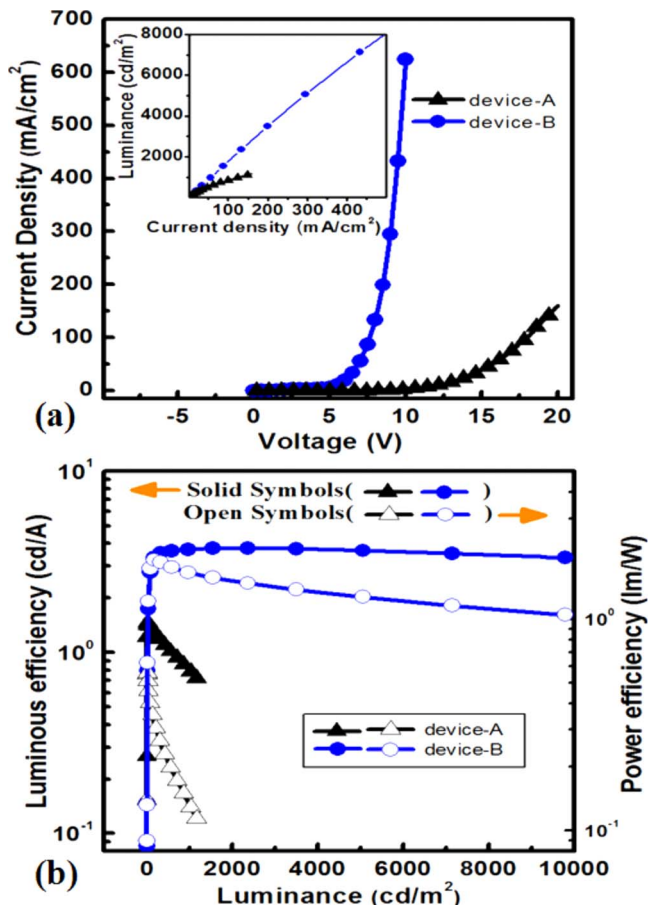 700
600
500
400
300
200
100
0
Current Density (mA/cm²)
8000
6000
4000
2000
Luminance (cd/m²)
100 200 300 400
Current density (mA/cm²)
device-A
device-B
-5 0 5 10 15 20
(a)
Voltage (V)
10¹
10⁰
10⁻¹
Luminous efficiency (cd/A)
Solid Symbols( )
Open Symbols( )
device-A
device-B
10⁰
10⁻¹
Power efficiency (lm/W)
0 2000 4000 6000 8000 10000
(b)
Luminance (cd/m²)